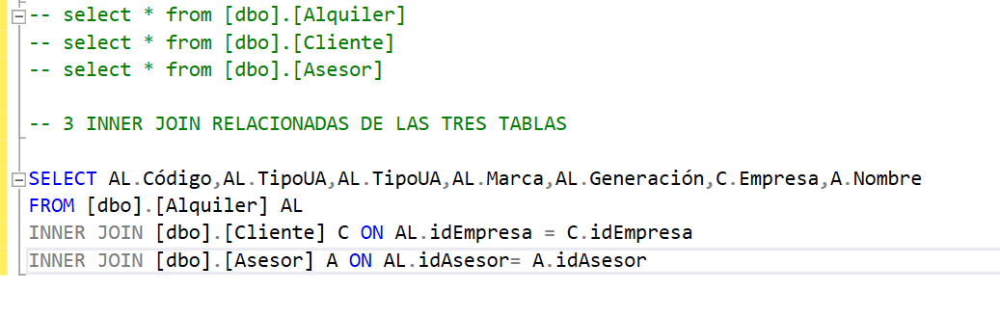 -- select * from [dbo].[Alquiler]
-- select * from [dbo].[Cliente]
-- select * from [dbo].[Asesor]
-- 3 INNER JOIN RELACIONADAS DE LAS TRES TABLAS
SELECT AL.Código,AL.TipoUA,AL.TipoUA,AL.Marca,AL.Generación,C.Empresa,A.Nombre
FROM [dbo].[Alquiler] AL
INNER JOIN [dbo].[Cliente] C ON AL.idEmpresa = C.idEmpresa
INNER JOIN [dbo].[Asesor] A ON AL.idAsesor= A.idAsesor